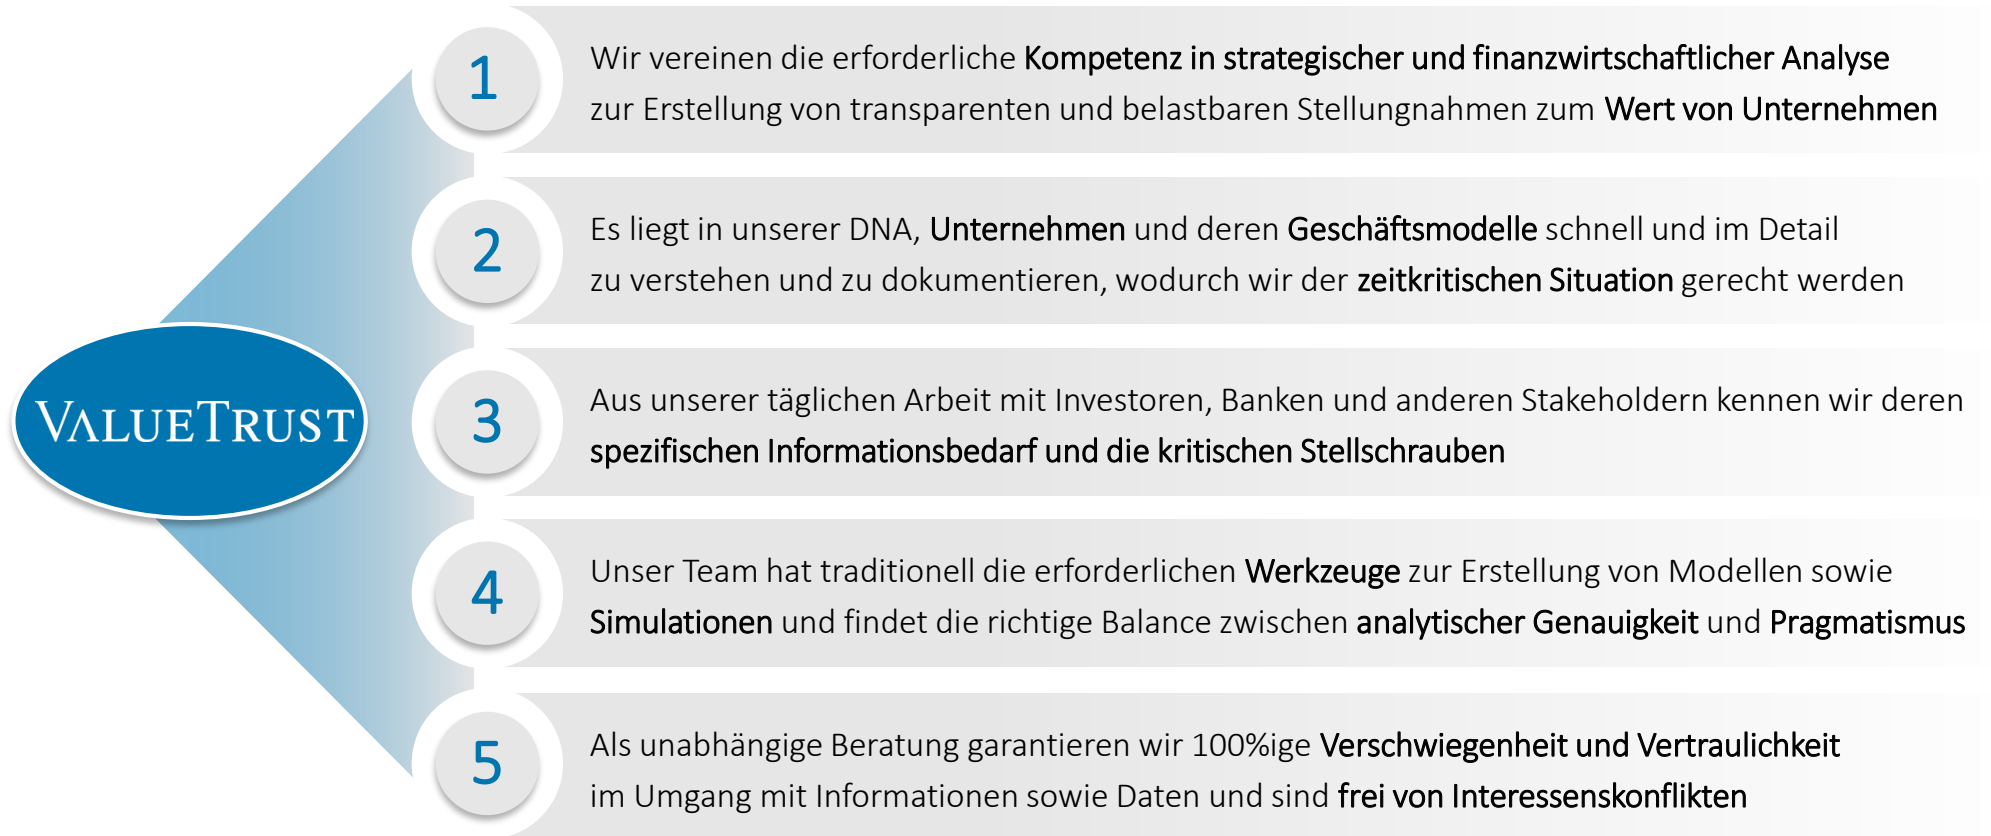 VALUETRUST
1
Wir vereinen die erforderliche Kompetenz in strategischer und finanzwirtschaftlicher Analyse
zur Erstellung von transparenten und belastbaren Stellungnahmen zum Wert von Unternehmen
2
Es liegt in unserer DNA, Unternehmen und deren Geschäftsmodelle schnell und im Detail
zu verstehen und zu dokumentieren, wodurch wir der zeitkritischen Situation gerecht werden
3
Aus unserer täglichen Arbeit mit Investoren, Banken und anderen Stakeholdern kennen wir deren
spezifischen Informationsbedarf und die kritischen Stellschrauben
4
Unser Team hat traditionell die erforderlichen Werkzeuge zur Erstellung von Modellen sowie
Simulationen und findet die richtige Balance zwischen analytischer Genauigkeit und Pragmatismus
5
Als unabhängige Beratung garantieren wir 100%ige Verschwiegenheit und Vertraulichkeit
im Umgang mit Informationen sowie Daten und sind frei von Interessenskonflikten